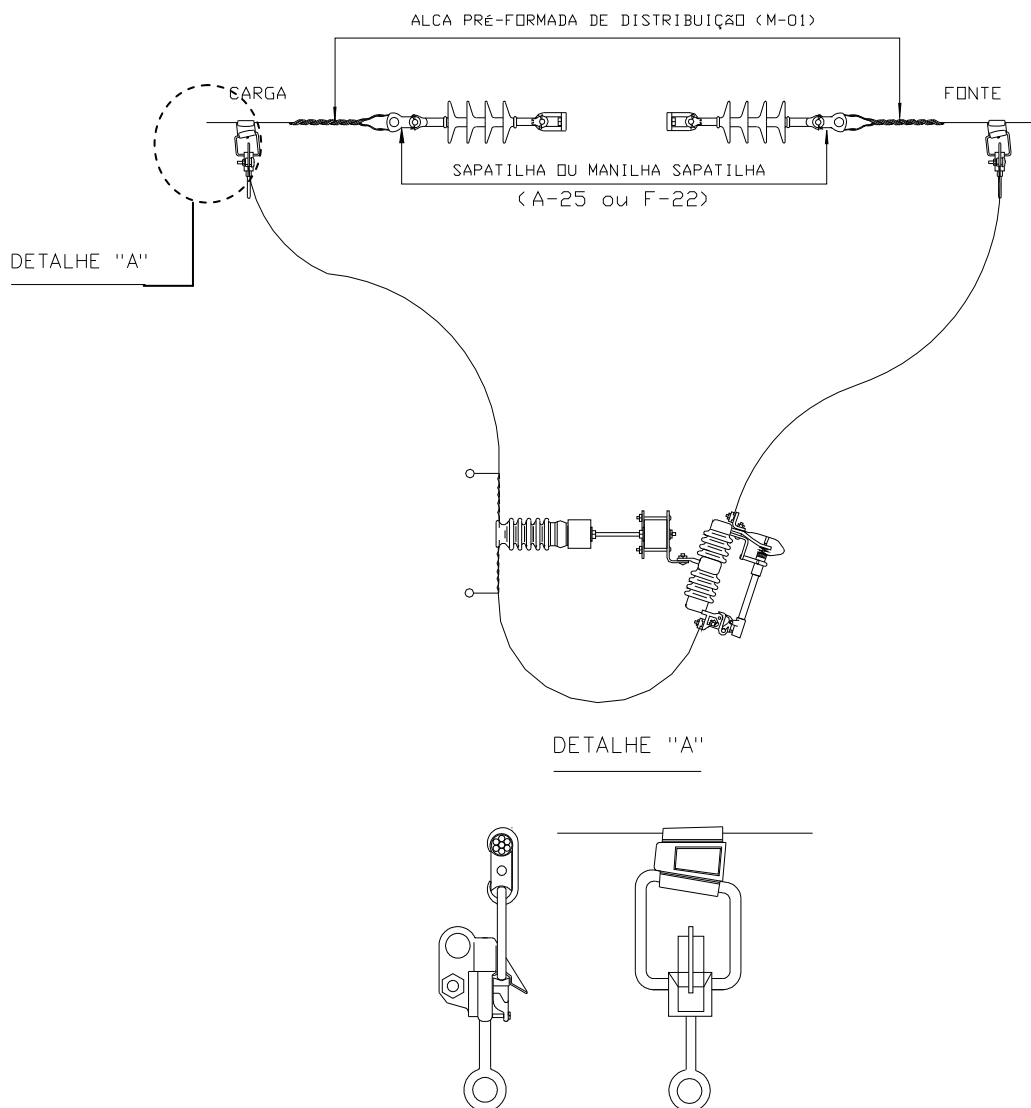 ALCA PRé-FORMADA DE DISTRIBUIÇãO (M-01)
CARGA
FONTE
SAPATILHA OU MANILHA SAPATILHA
(A-25 ou F-22)
DETALHE "A"
DETALHE "A"